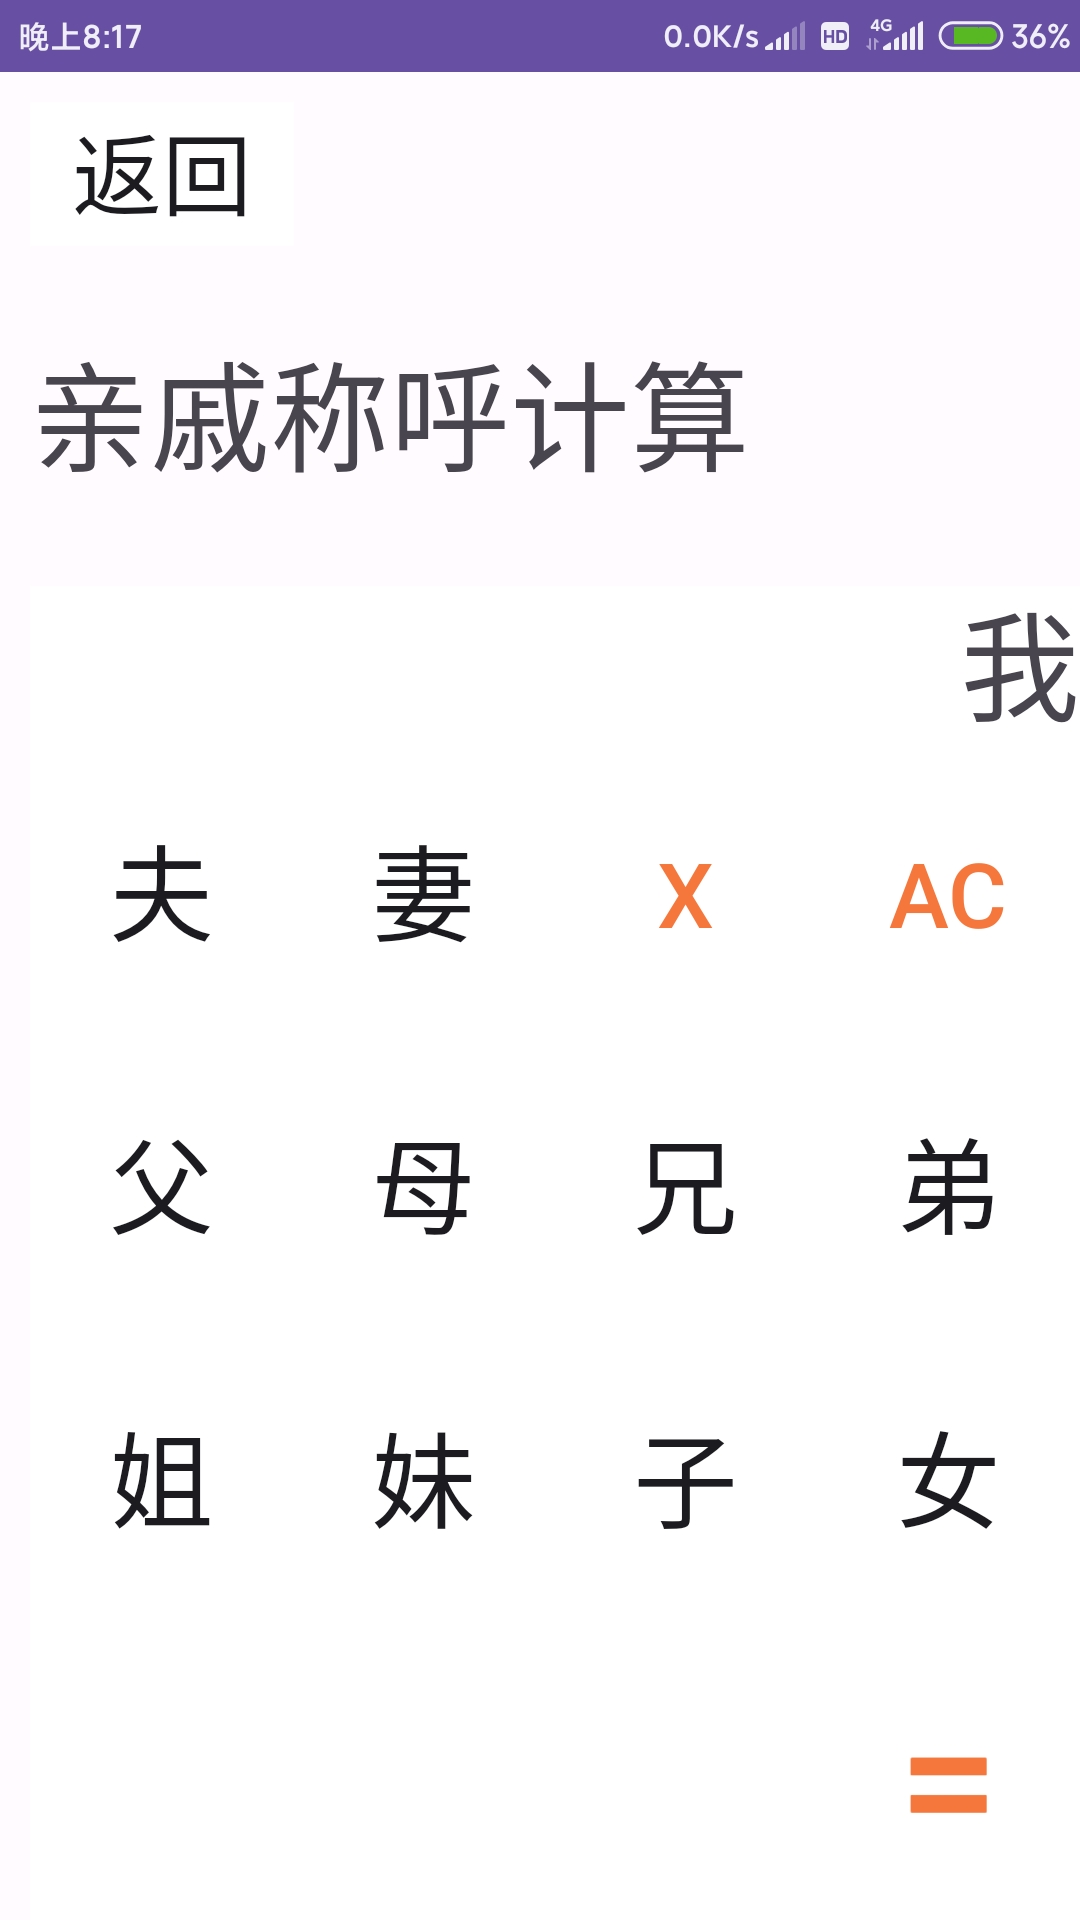 晚上8:17 0.0K/s HD 4G 36%
返回
亲戚称呼计算
我
夫 妻 X AC
父 母 兄 弟
姐 妹 子 女
=